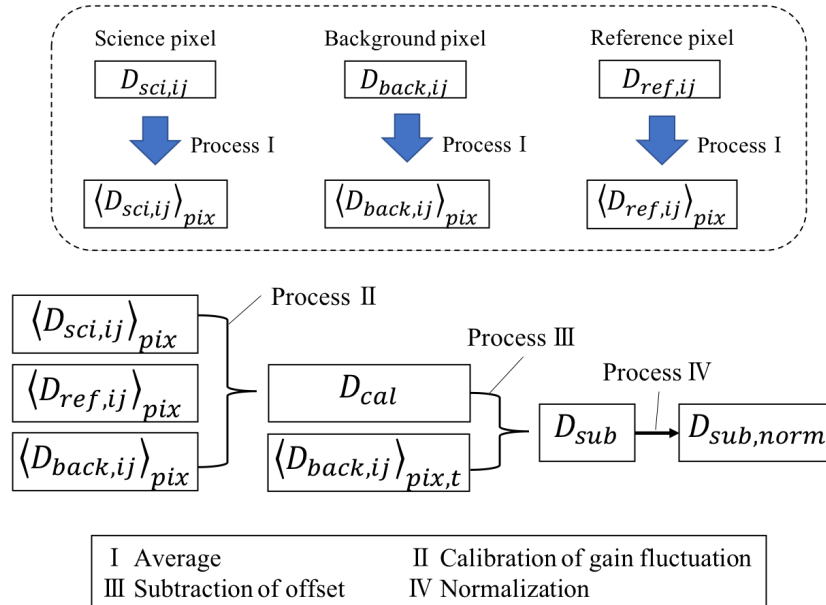 Science pixel Background pixel Reference pixel
D_{sci,ij} D_{back,ij} D_{ref,ij}
Process Ⅰ Process Ⅰ Process Ⅰ
⟨D_{sci,ij}⟩_{pix} ⟨D_{back,ij}⟩_{pix} ⟨D_{ref,ij}⟩_{pix}
Process Ⅱ
⟨D_{sci,ij}⟩_{pix}
Process Ⅲ
Process Ⅳ
⟨D_{ref,ij}⟩_{pix} D_{cal}
D_{sub} D_{sub,norm}
⟨D_{back,ij}⟩_{pix} ⟨D_{back,ij}⟩_{pix,t}
Ⅰ Average Ⅱ Calibration of gain fluctuation
Ⅲ Subtraction of offset Ⅳ Normalization